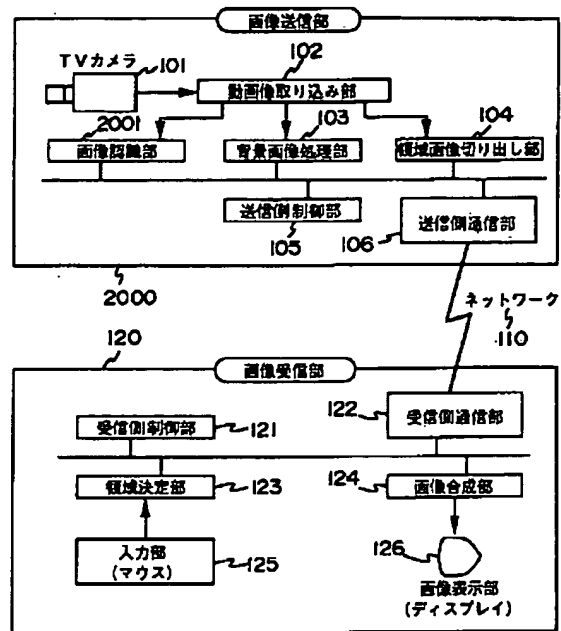 画像送信部
TVカメラ
101
102
動画像取り込み部
2001
画像認識部
103
背景画像処理部
104
領域画像切り出し部
送信側制御部
105
送信側通信部
106
2000
ネットワーク
110
120
画像受信部
受信側制御部
121
122
受信側通信部
領域決定部
123
124
画像合成部
入力部
(マウス)
125
126
画像表示部
(ディスプレイ)